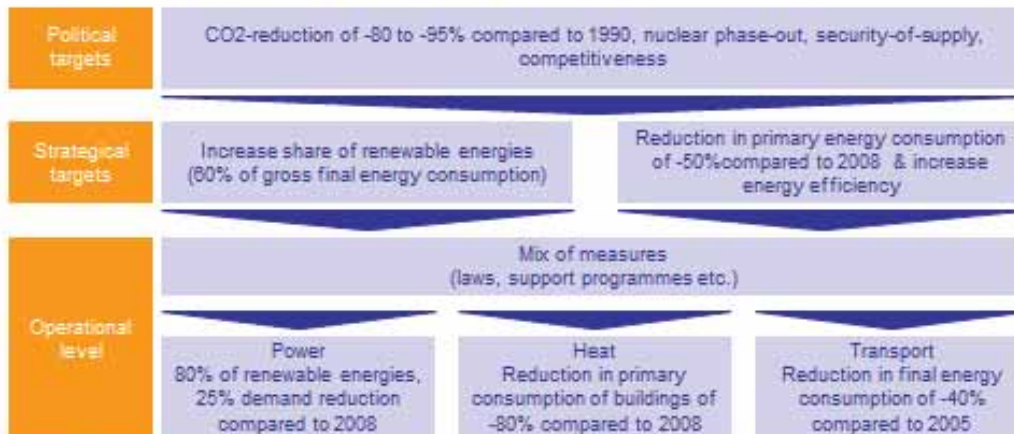 Political
targets
CO2-reduction of -80 to -95% compared to 1990, nuclear phase-out, security-of-supply,
competitiveness
Strategical
targets
Increase share of renewable energies
(60% of gross final energy consumption)
Reduction in primary energy consumption
of -50%compared to 2008 & increase
energy efficiency
Operational
level
Mix of measures
(laws, support programmes etc.)
Power
80% of renewable energies,
25% demand reduction
compared to 2008
Heat
Reduction in primary
consumption of buildings of
-80% compared to 2008
Transport
Reduction in final energy
consumption of -40%
compared to 2005